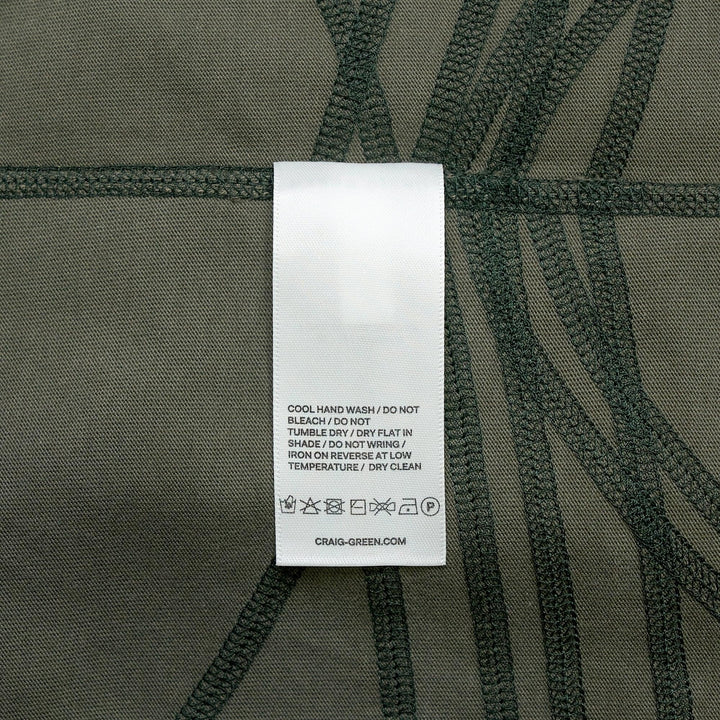 COOL HAND WASH / DO NOT
BLEACH / DO NOT
TUMBLE DRY / DRY FLAT IN
SHADE / DO NOT WRING /
IRON ON REVERSE AT LOW
TEMPERATURE / DRY CLEAN
P
CRAIG-GREEN.COM